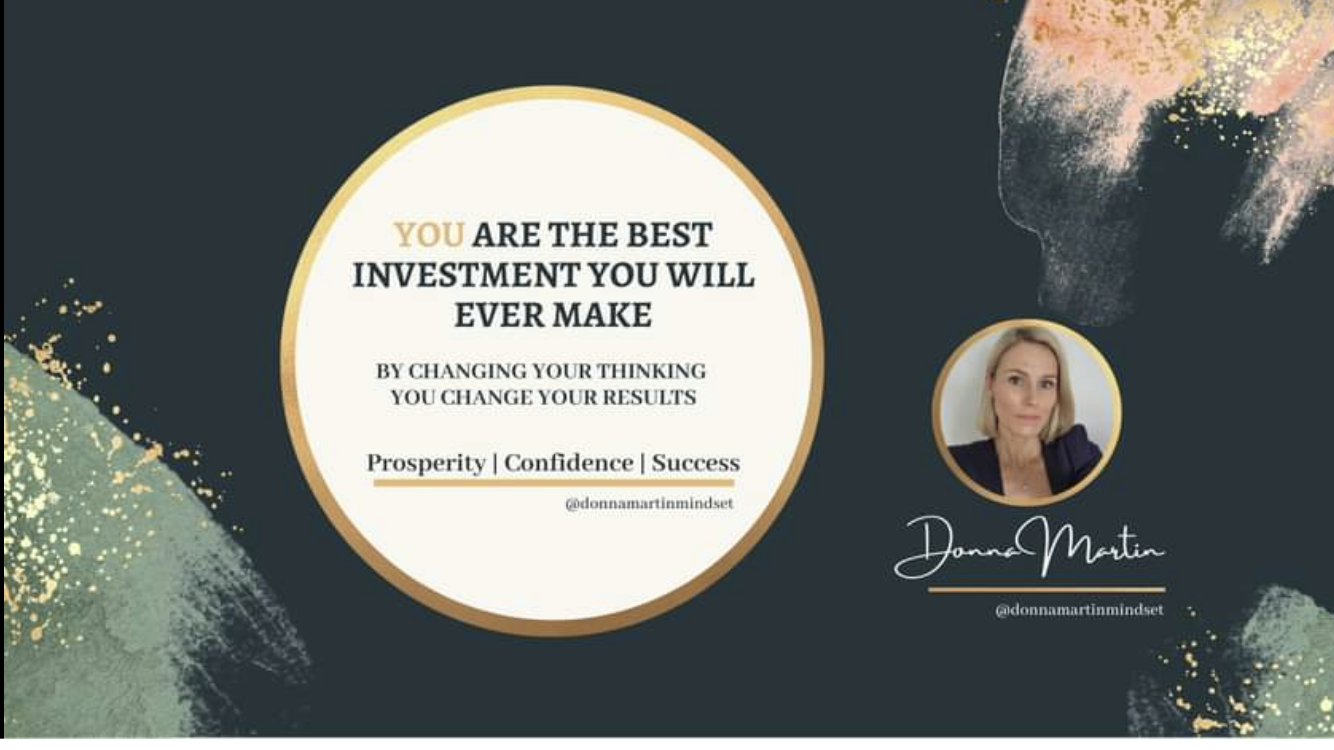 YOU ARE THE BEST
INVESTMENT YOU WILL
EVER MAKE
BY CHANGING YOUR THINKING
YOU CHANGE YOUR RESULTS
Prosperity | Confidence | Success
@donnamartinmindset
Donna Martin
@donnamartinmindset